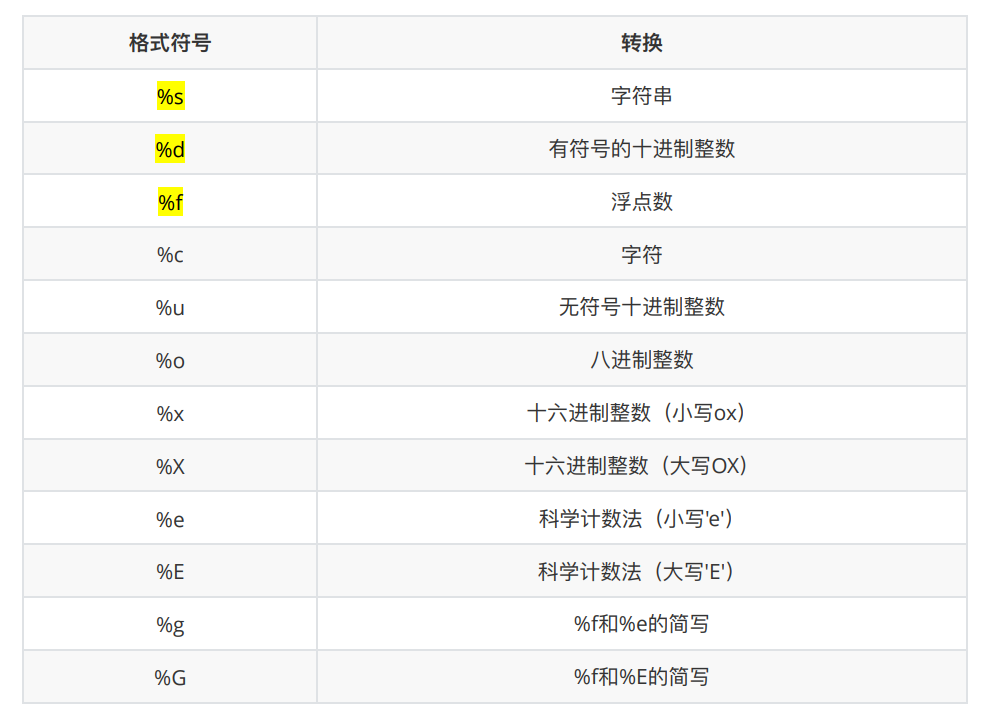 格式符号 转换
%s 字符串
%d 有符号的十进制整数
%f 浮点数
%c 字符
%u 无符号十进制整数
%o 八进制整数
%x 十六进制整数（小写ox）
%X 十六进制整数（大写OX）
%e 科学计数法（小写'e'）
%E 科学计数法（大写'E'）
%g %f和%e的简写
%G %f和%E的简写